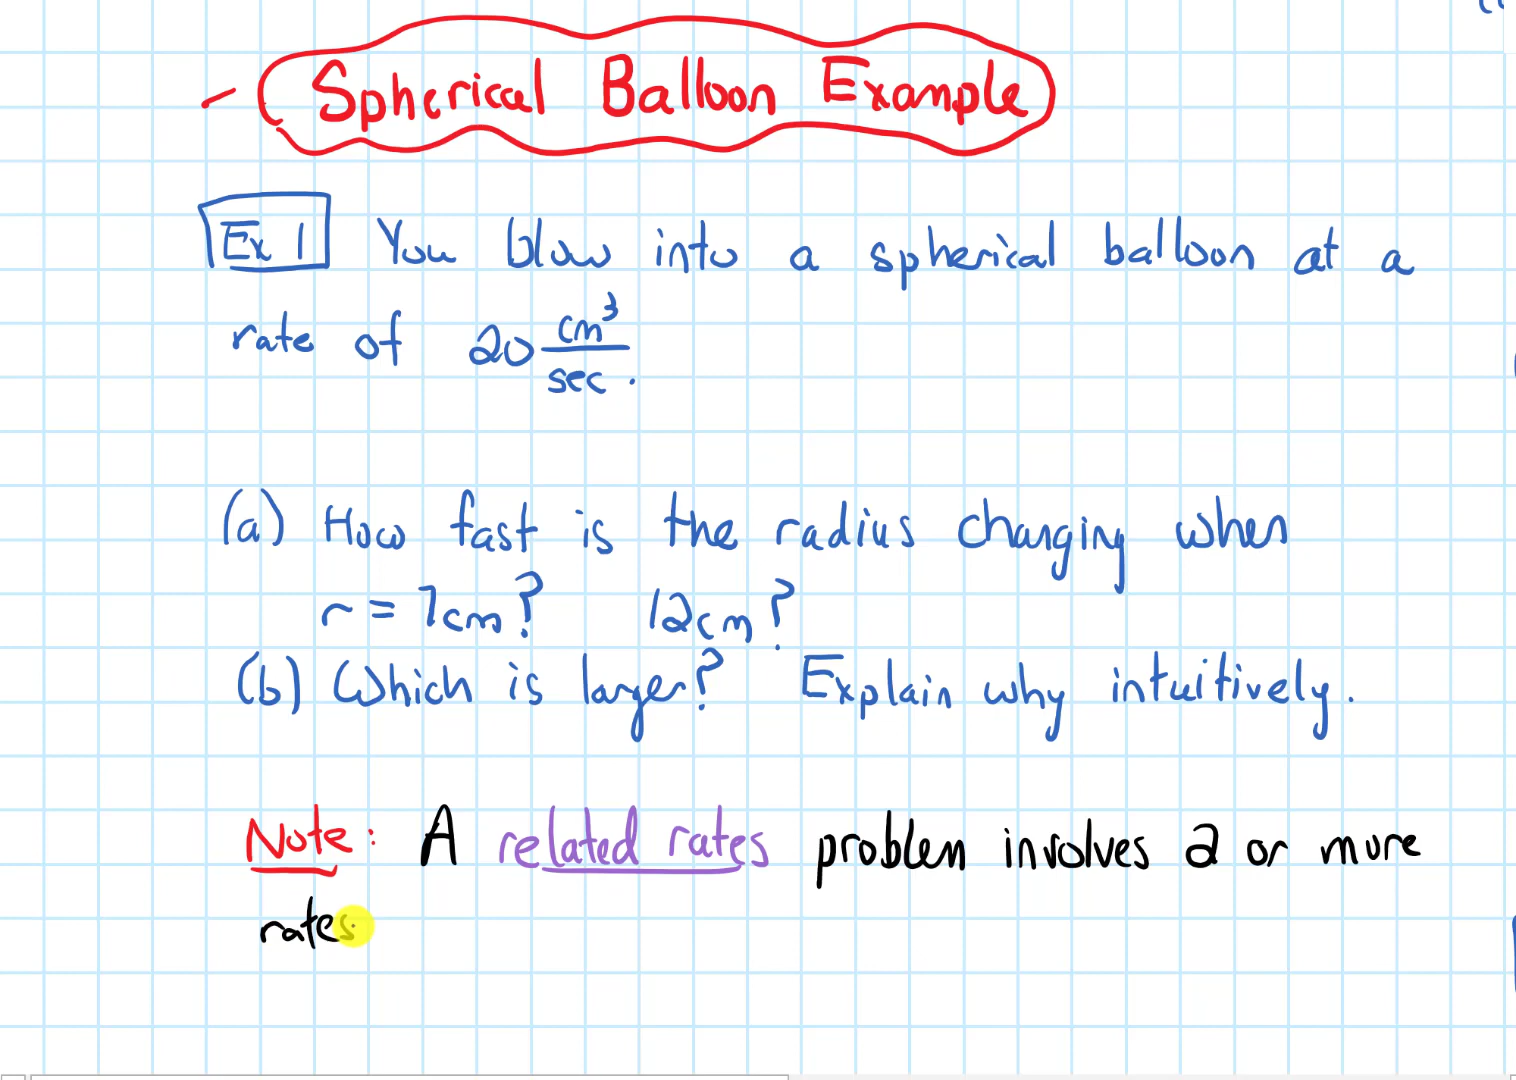 Spherical Balloon Example
Ex 1 You blow into a spherical balloon at a
rate of 20 cm³/sec.
(a) How fast is the radius changing when
r = 7cm? 12cm?
(b) Which is larger? Explain why intuitively.
Note: A related rates problem involves 2 or more
rates